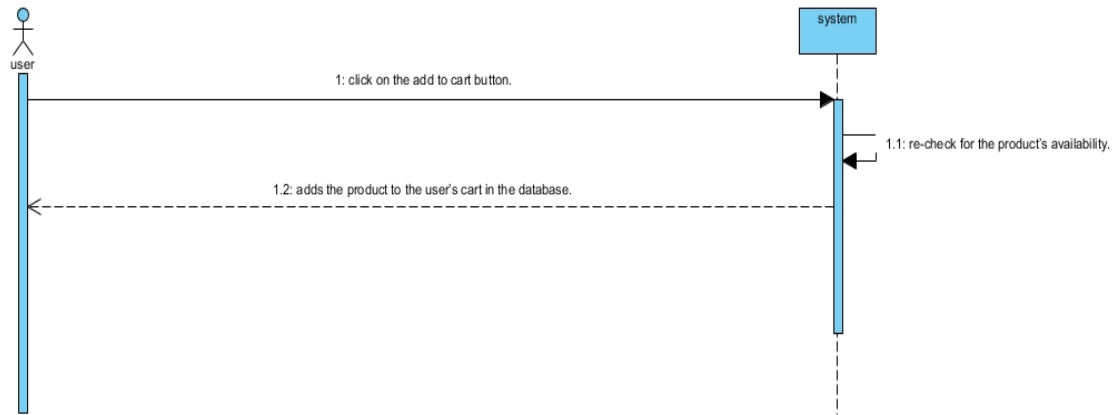 system
user
1: click on the add to cart button.
1.1: re-check for the product's availability.
1.2: adds the product to the user's cart in the database.